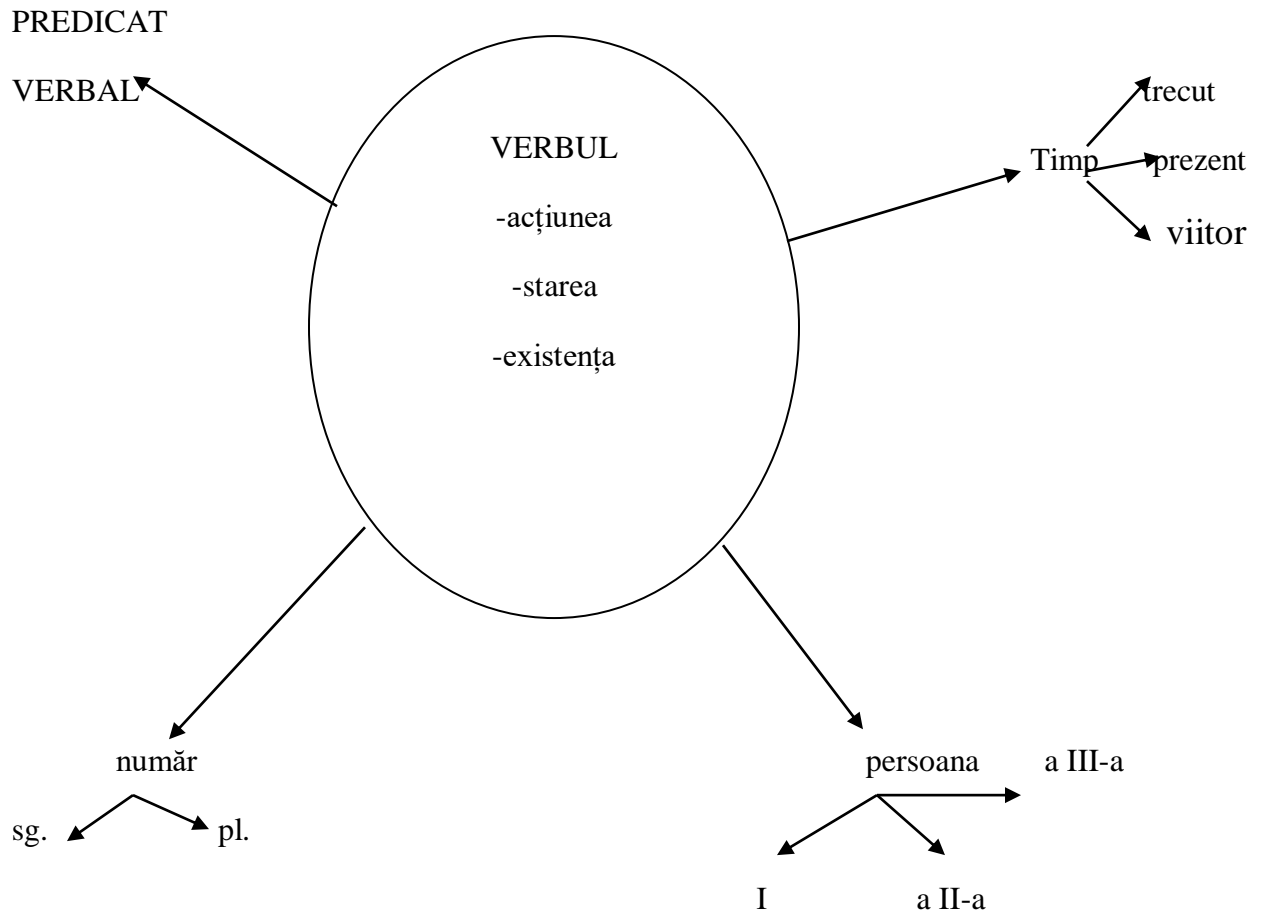 PREDICAT
VERBAL
VERBUL
-acțiunea
-starea
-existența
trecut
Timp prezent
viitor
număr
sg. pl.
persoana a III-a
I a II-a